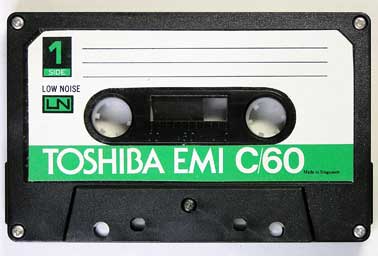 1
SIDE
LOW NOISE
LN
TOSHIBA EMI C/60
Made in Singapore